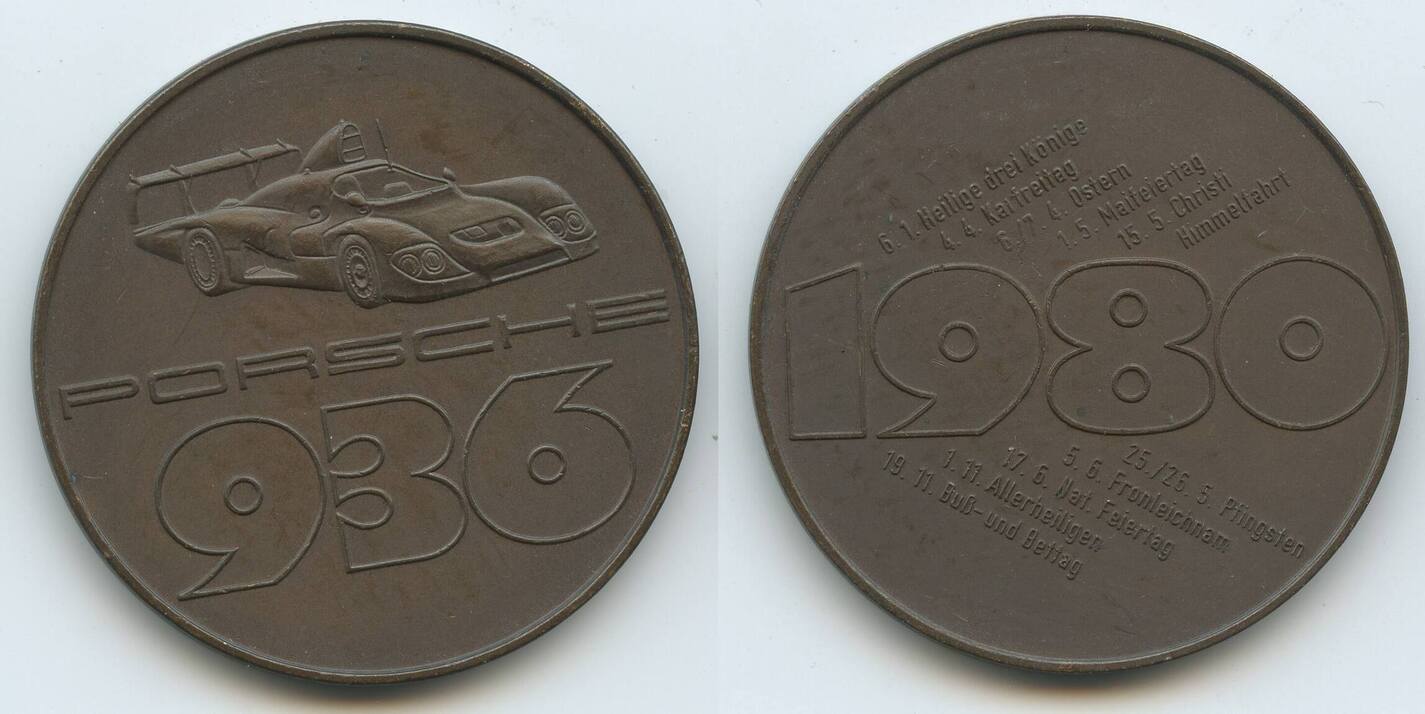 PORSCHE
936
6. 1. Heilige drei Könige
4. 4. Karfreitag
6./7. 4. Ostern
1. 5. Maifeiertag
15. 5. Christi
Himmelfahrt
1980
25./26. 5. Pfingsten
5. 6. Fronleichnam
17. 6. Nat. Feiertag
1. 11. Allerheiligen
19. 11. Buß- und Bettag